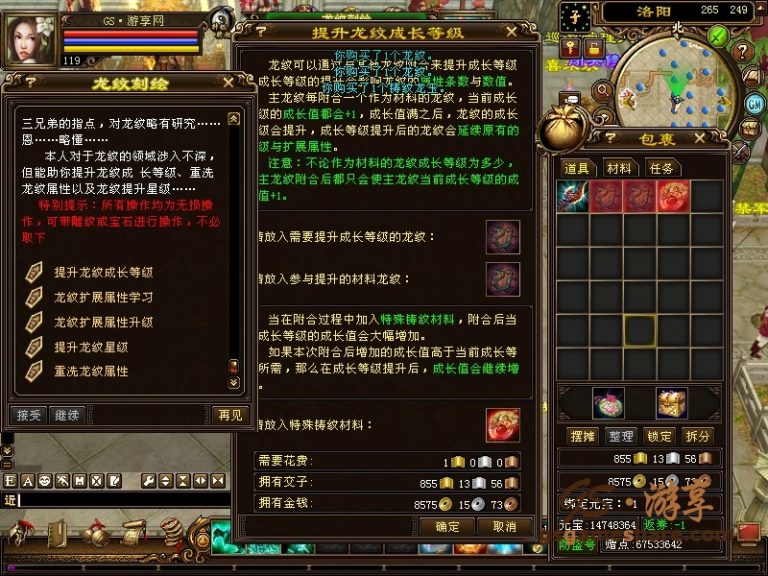 GS·游享网
119
洛阳
265 249
北
GM
龙纹刻绘
三兄弟的指点，对龙纹略有研究……
恩……略懂……
本人对于龙纹的领域涉入不深，
但能助你提升龙纹成 长等级、重洗
龙纹属性以及龙纹提升星级……
特别提示：所有操作均为无损操
作，可带雕纹或宝石进行操作，不必
取下
提升龙纹成长等级
龙纹扩展属性学习
龙纹扩展属性升级
提升龙纹星级
重洗龙纹属性
接受
继续
再见
近
提升龙纹成长等级
你购买了1个龙纹。
你购买了1个龙纹。
你购买了1个铸纹龙玉。
主龙纹每附合一个作为材料的龙纹，当前成长
级的成长值都会+1，成长值满之后，龙纹的成长
级会提升，成长等级提升后的龙纹会延续原有的
级与扩展属性。
注意：不论作为材料的龙纹成长等级为多少，
主龙纹附合后都只会使主龙纹当前成长等级的成
值+1。
请放入需要提升成长等级的龙纹：
请放入参与提升的材料龙纹：
当在附合过程中加入特殊铸纹材料，附合后当
成长等级的成长值会大幅增加。
如果本次附合后增加的成长值高于当前成长等
所需，那么在成长等级提升后，成长值会继续增
。
请放入特殊铸纹材料：
需要花费： 1 0 0
拥有交子： 855 13 56
拥有金钱： 8575 15 73
确定
取消
包裹
道具
材料
任务
摆摊
整理
锁定
拆分
855 13 56
8575 15 73
绑定元宝：1
元宝：14748364 返券：-1
防盗号 赠点：67533642
GS·游享